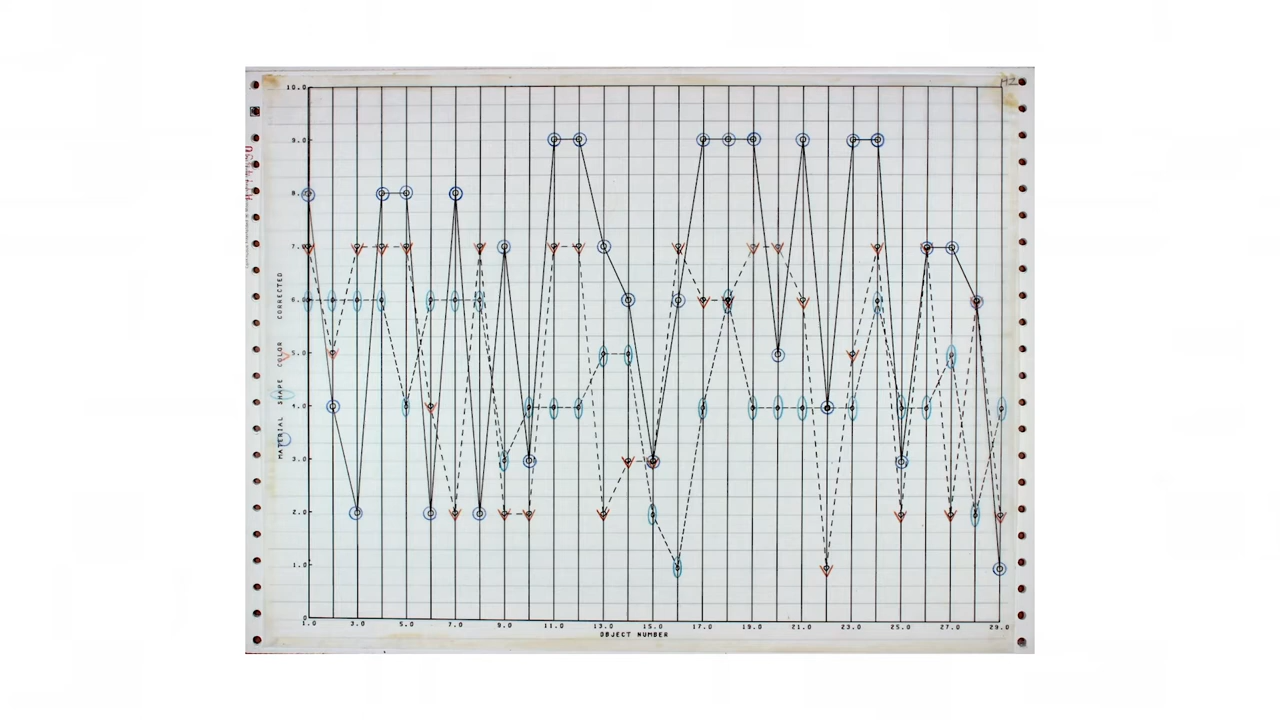 MZ
10.0
9.0
8.
7.
6.0
5.0
4.0
3.0
2.0
1.0
0
MATERIAL SHAPE COLOR CORRECTED
1.0 3.0 5.0 7.0 9.0 11.0 13.0 15.0 17.0 19.0 21.0 23.0 25.0 27.0 29.0
OBJECT NUMBER